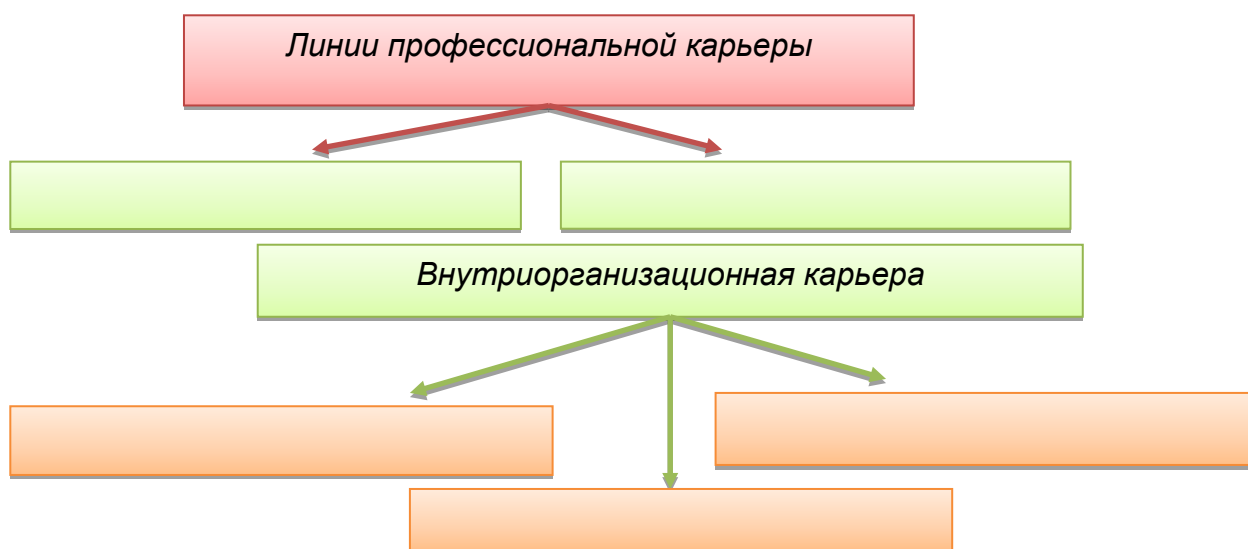 Линии профессиональной карьеры
Внутриорганизационная карьера